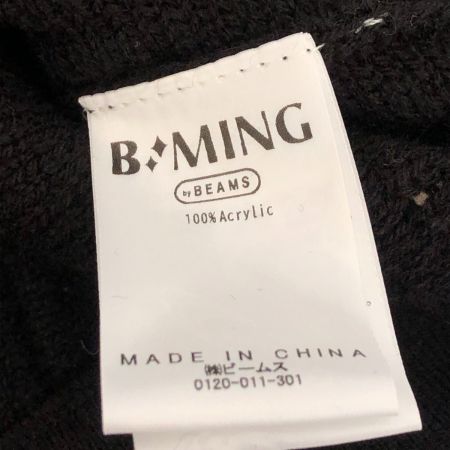 B:MING
by BEAMS
100% Acrylic
MADE IN CHINA
㈱ビームス
0120-011-301